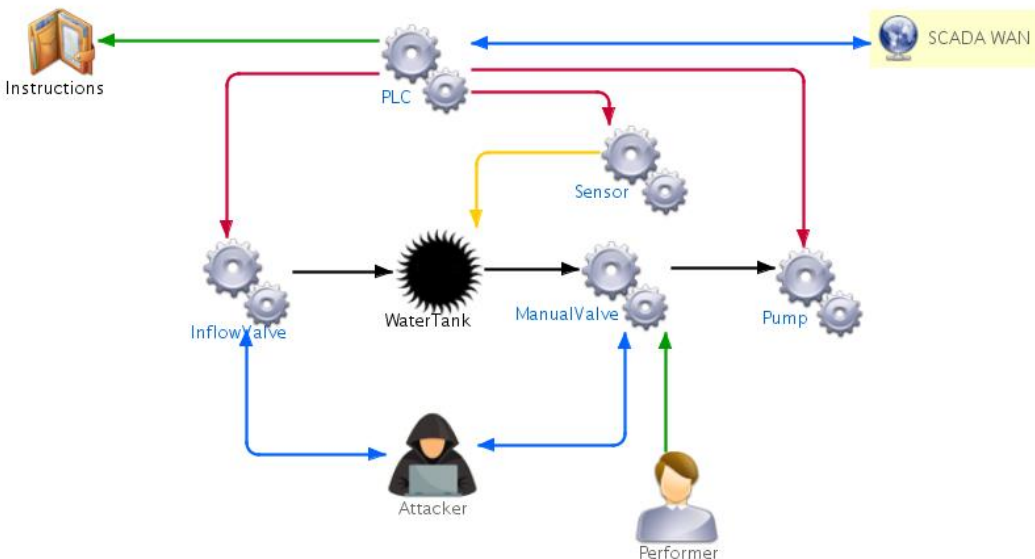 SCADA WAN
Instructions
PLC
Sensor
InflowValve
WaterTank
ManualValve
Pump
Attacker
Performer